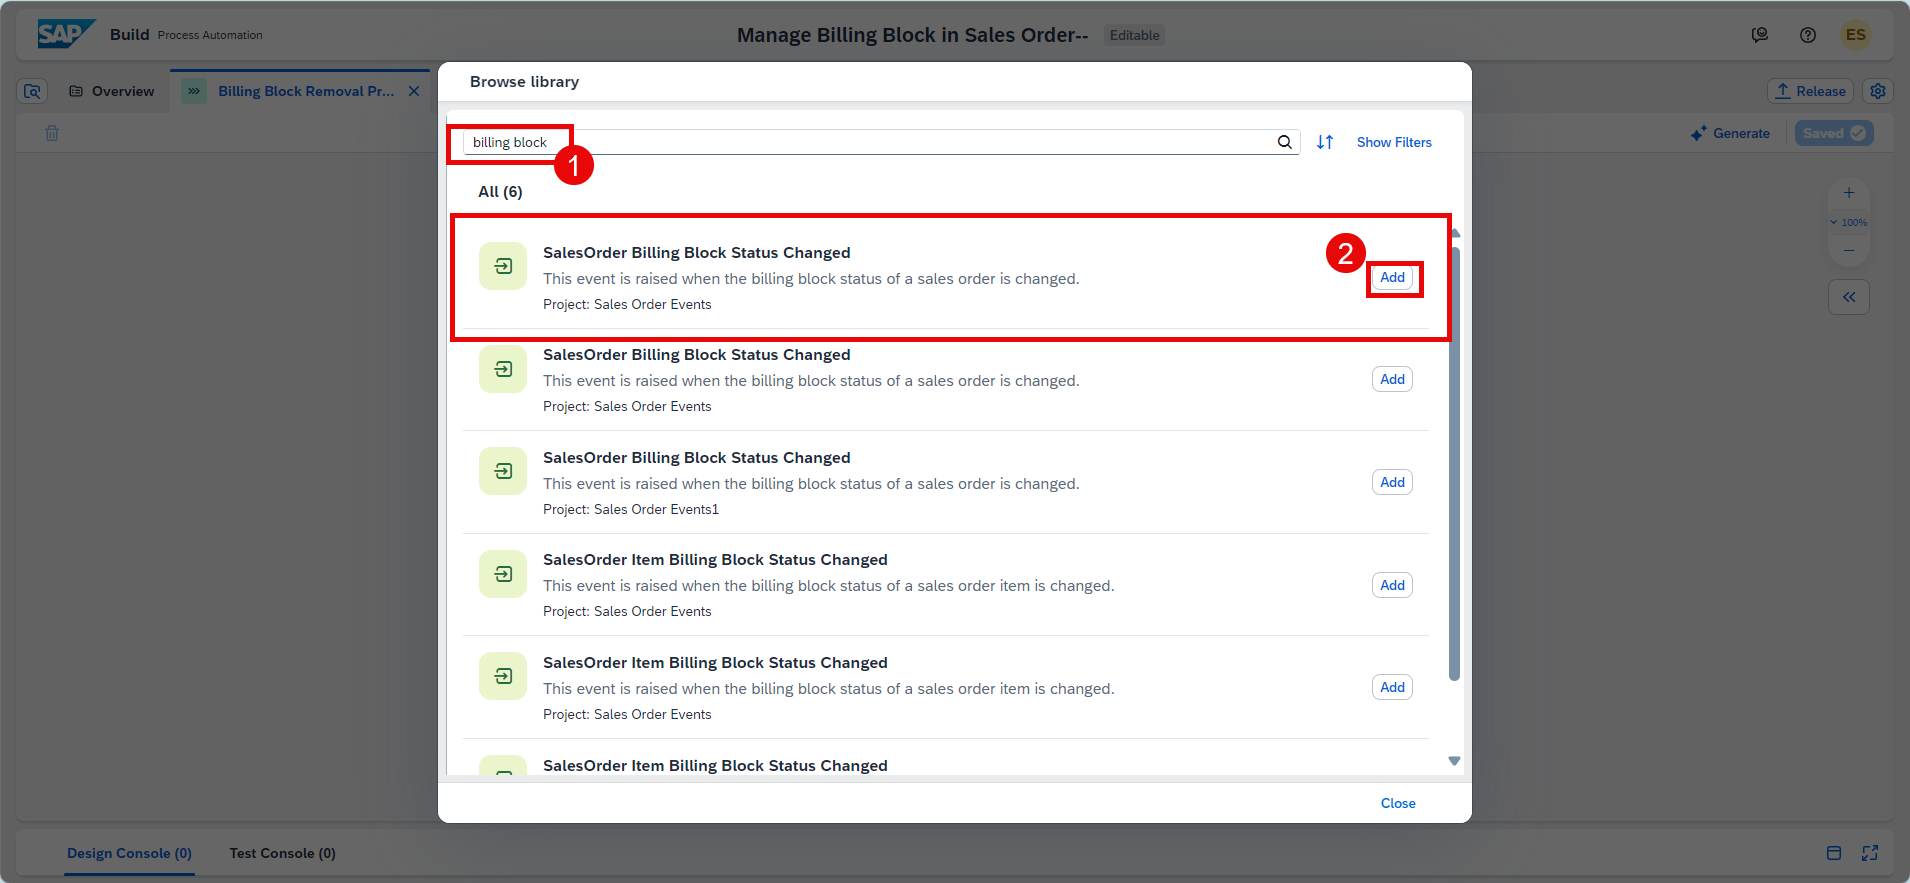 SAP Build Process Automation
Manage Billing Block in Sales Order-- Editable
ES
Overview
Billing Block Removal Pr...
Release
Generate
Saved
100%
Browse library
billing block
1
Show Filters
All (6)
SalesOrder Billing Block Status Changed
This event is raised when the billing block status of a sales order is changed.
Project: Sales Order Events
2
Add
SalesOrder Billing Block Status Changed
This event is raised when the billing block status of a sales order is changed.
Project: Sales Order Events
Add
SalesOrder Billing Block Status Changed
This event is raised when the billing block status of a sales order is changed.
Project: Sales Order Events1
Add
SalesOrder Item Billing Block Status Changed
This event is raised when the billing block status of a sales order item is changed.
Project: Sales Order Events
Add
SalesOrder Item Billing Block Status Changed
This event is raised when the billing block status of a sales order item is changed.
Project: Sales Order Events
Add
SalesOrder Item Billing Block Status Changed
Close
Design Console (0)
Test Console (0)